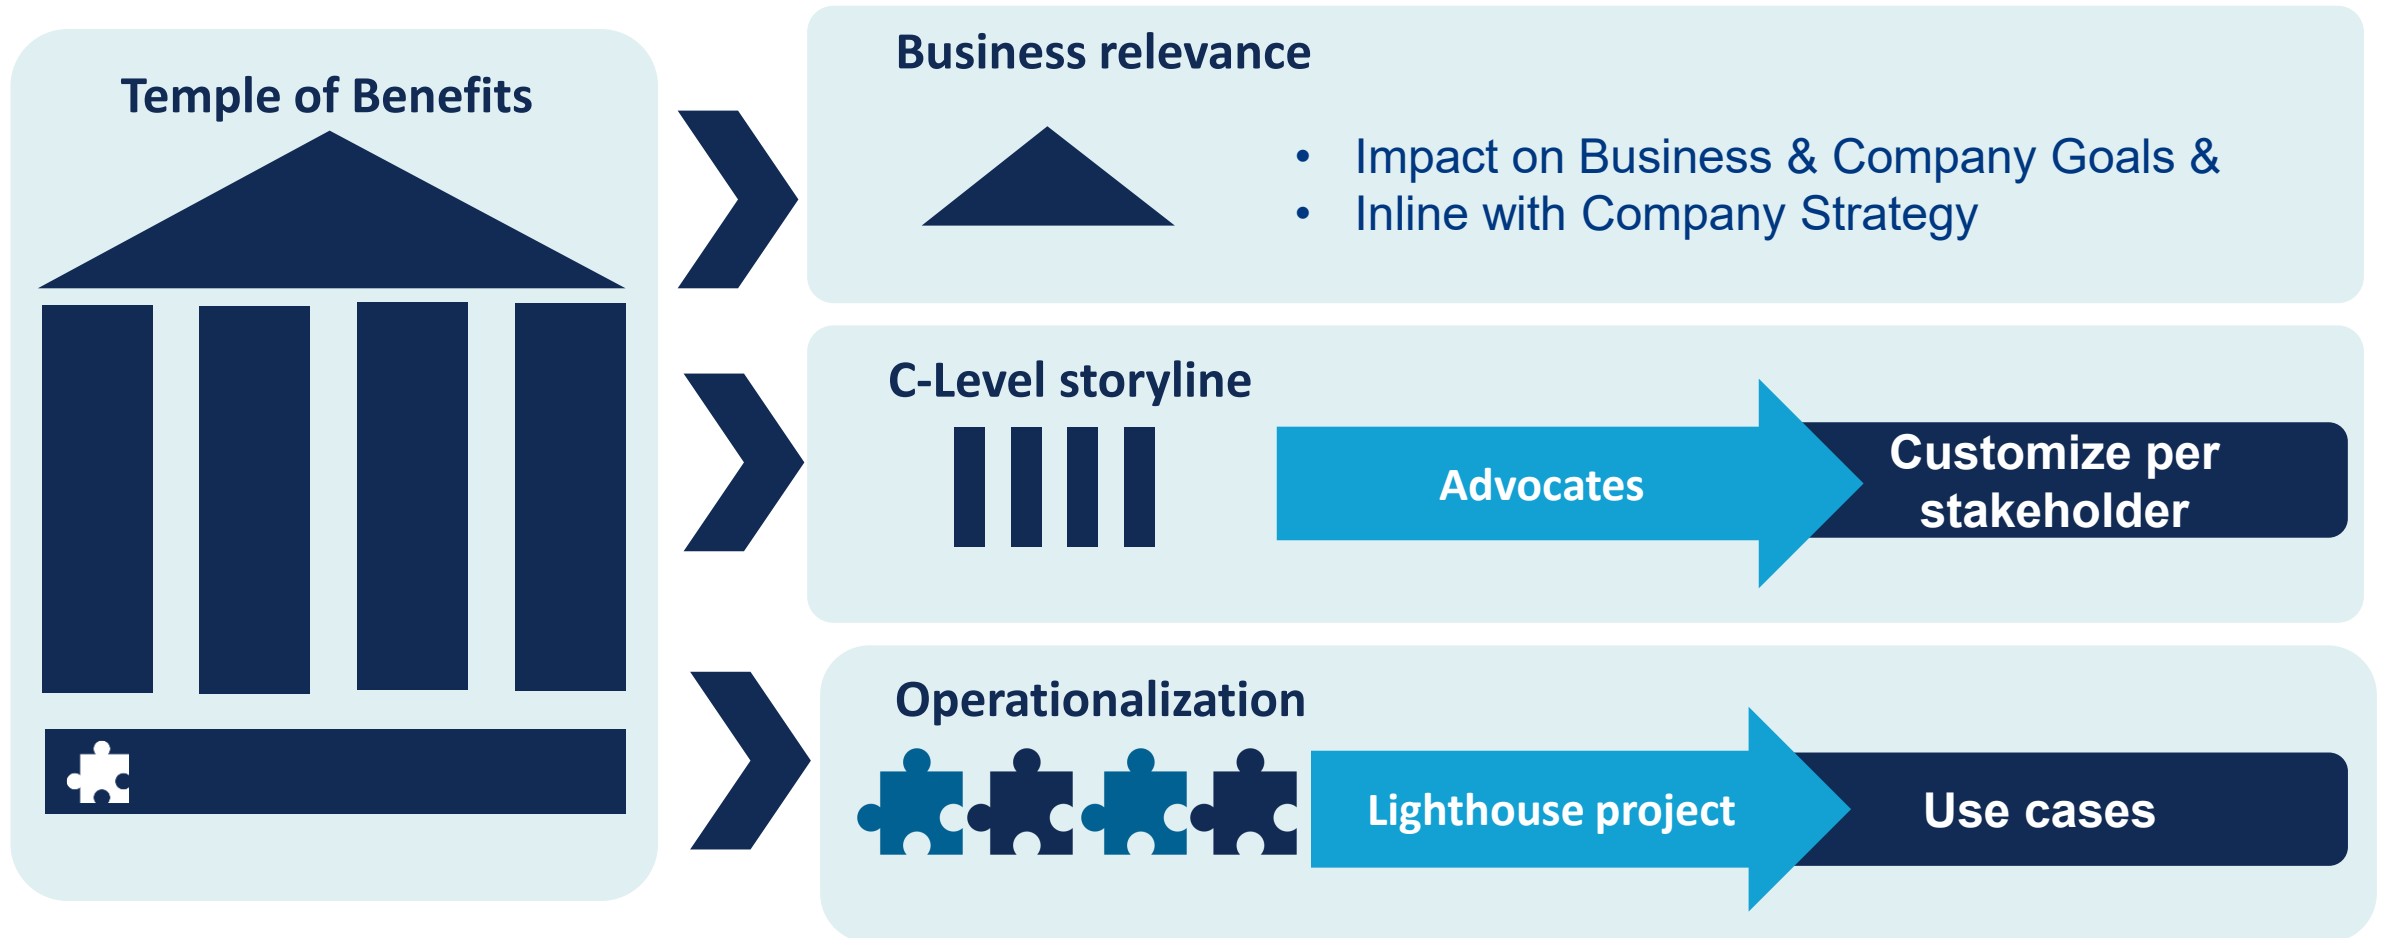 Temple of Benefits
Business relevance
• Impact on Business & Company Goals &
• Inline with Company Strategy
C-Level storyline
Advocates
Customize per
stakeholder
Operationalization
Lighthouse project
Use cases